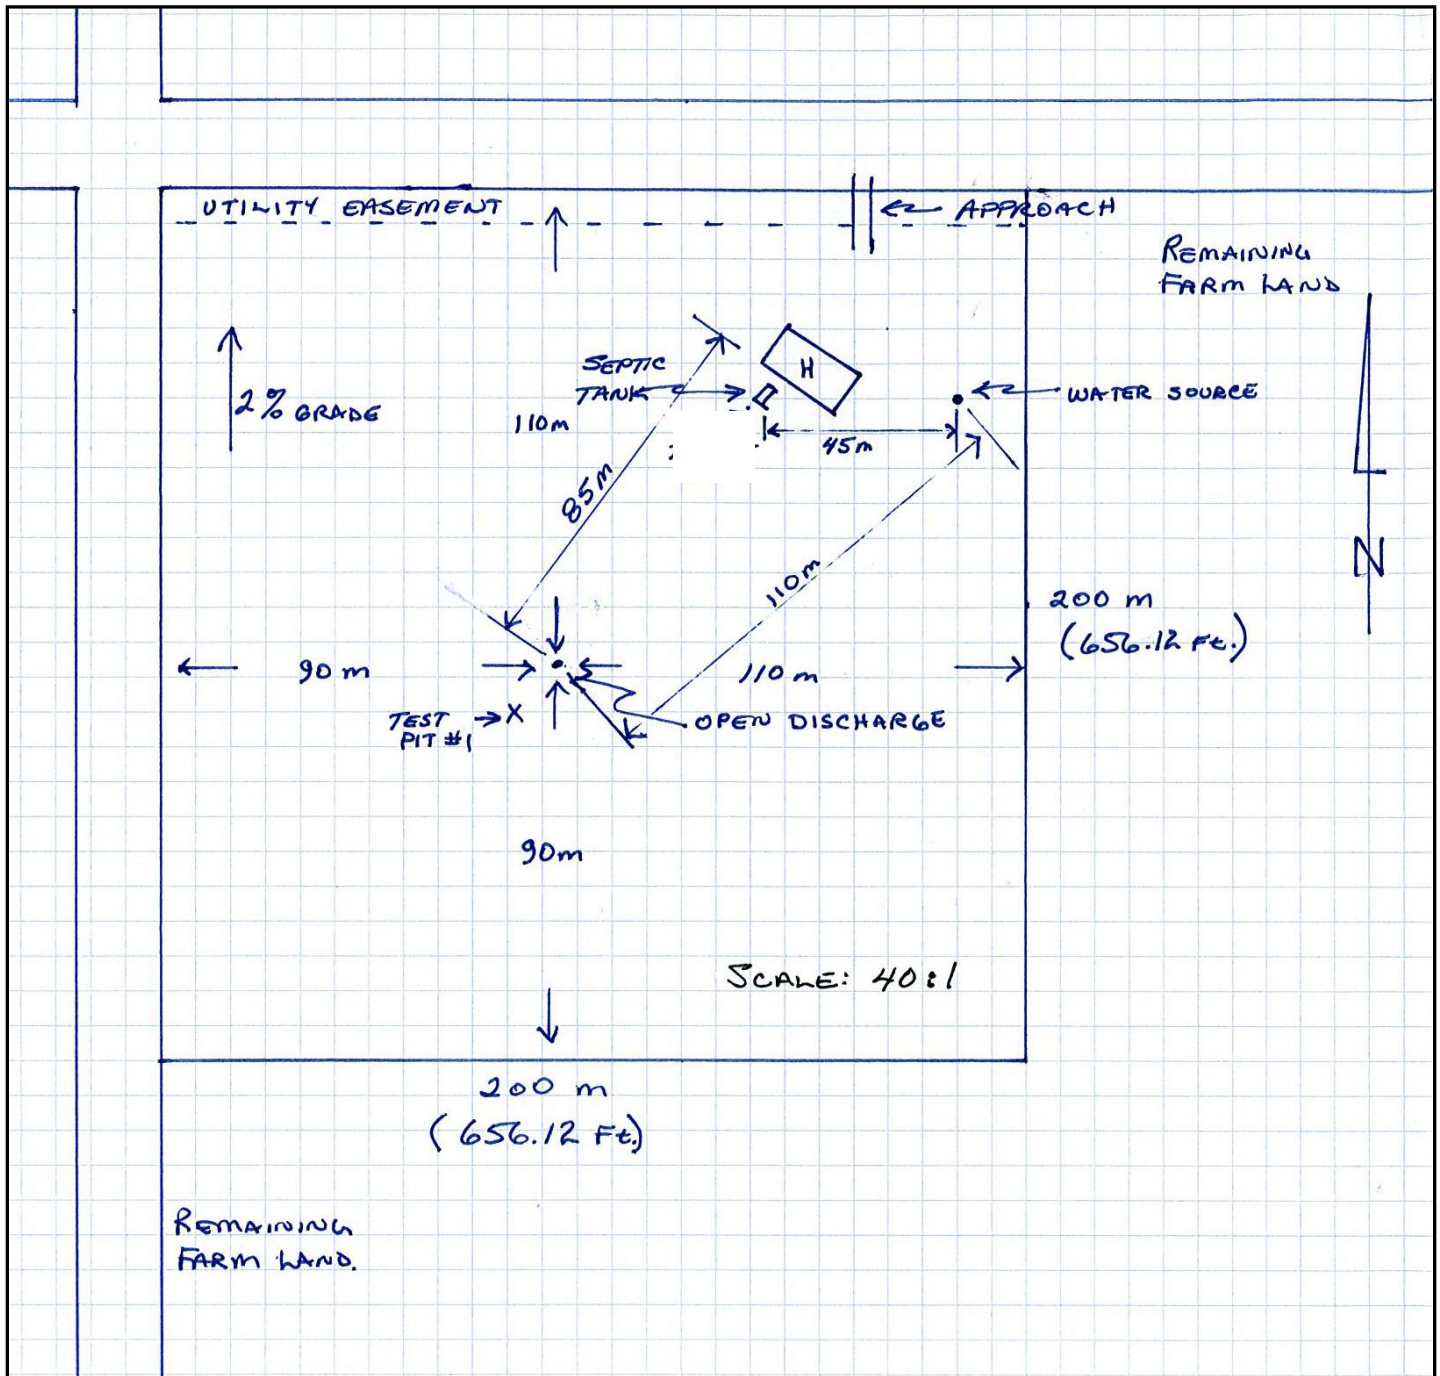 UTILITY EASEMENT
APPROACH
REMAINING
FARM LAND
SEPTIC
TANK
H
WATER SOURCE
2% GRADE
110m
45m
85m
110m
N
200 m
(656.12 Ft.)
90 m
110 m
TEST
PIT #1
X
OPEN DISCHARGE
90m
SCALE: 40:1
200 m
(656.12 Ft.)
REMAINING
FARM LAND.